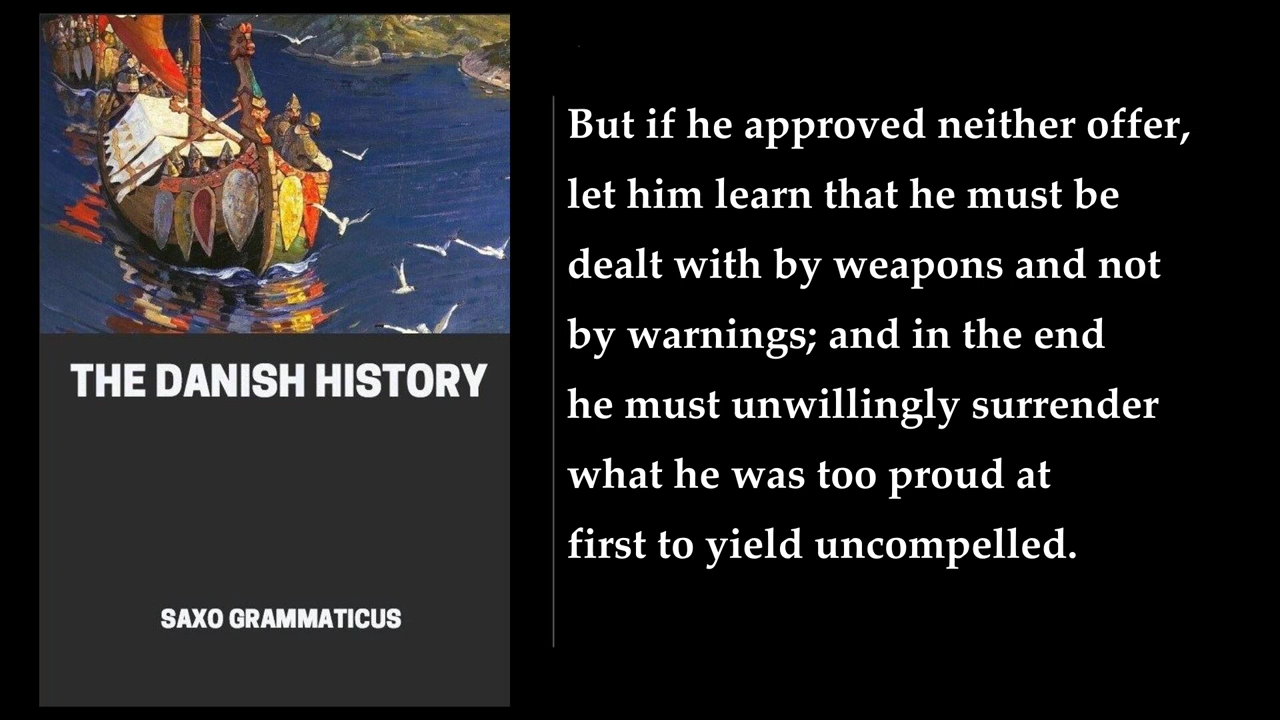 THE DANISH HISTORY
SAXO GRAMMATICUS
But if he approved neither offer,
let him learn that he must be
dealt with by weapons and not
by warnings; and in the end
he must unwillingly surrender
what he was too proud at
first to yield uncompelled.